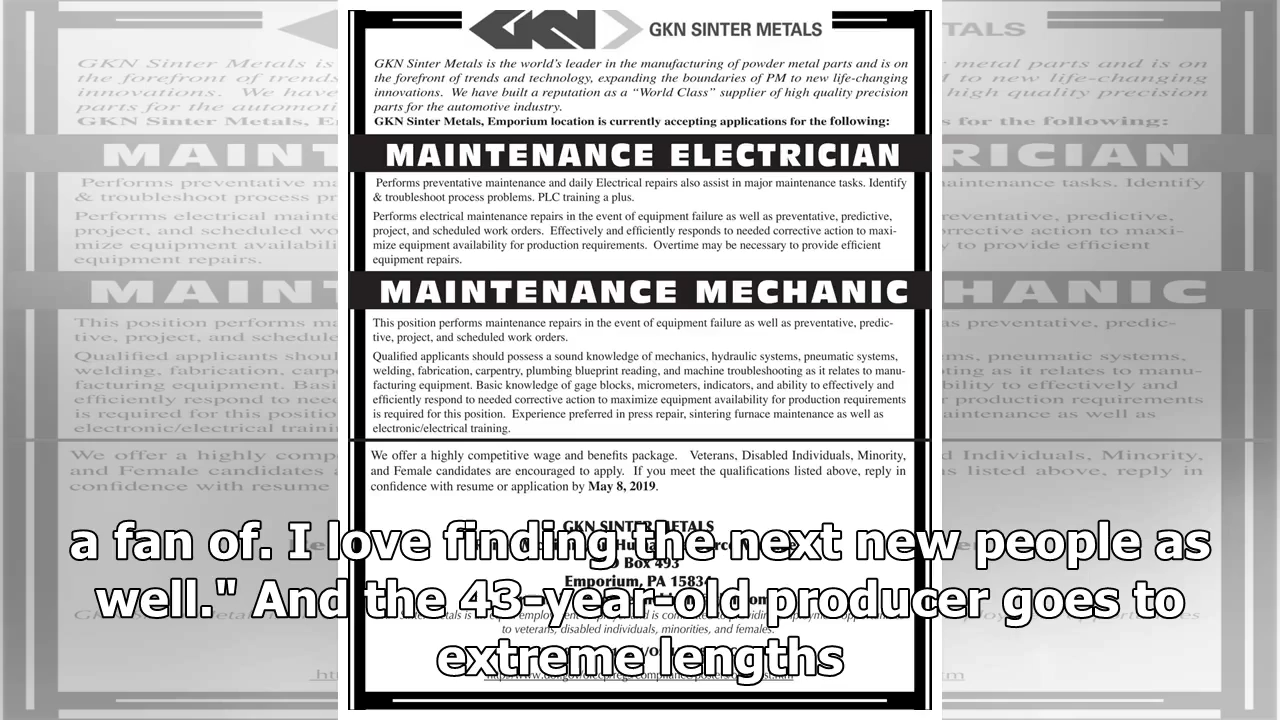 GKN SINTER METALS
GKN Sinter Metals is the world's leader in the manufacturing of powder metal parts and is on
the forefront of trends and technology, expanding the boundaries of PM to new life-changing
innovations. We have built a reputation as a “World Class” supplier of high quality precision
parts for the automotive industry.
GKN Sinter Metals, Emporium location is currently accepting applications for the following:
MAINTENANCE ELECTRICIAN
Performs preventative maintenance and daily Electrical repairs also assist in major maintenance tasks. Identify
& troubleshoot process problems. PLC training a plus.
Performs electrical maintenance repairs in the event of equipment failure as well as preventative, predictive,
project, and scheduled work orders. Effectively and efficiently responds to needed corrective action to maxi-
mize equipment availability for production requirements. Overtime may be necessary to provide efficient
equipment repairs.
MAINTENANCE MECHANIC
This position performs maintenance repairs in the event of equipment failure as well as preventative, predic-
tive, project, and scheduled work orders.
Qualified applicants should possess a sound knowledge of mechanics, hydraulic systems, pneumatic systems,
welding, fabrication, carpentry, plumbing blueprint reading, and machine troubleshooting as it relates to manu-
facturing equipment. Basic knowledge of gage blocks, micrometers, indicators, and ability to effectively and
efficiently respond to needed corrective action to maximize equipment availability for production requirements
is required for this position. Experience preferred in press repair, sintering furnace maintenance as well as
electronic/electrical training.
We offer a highly competitive wage and benefits package. Veterans, Disabled Individuals, Minority,
and Female candidates are encouraged to apply. If you meet the qualifications listed above, reply in
confidence with resume or application by May 8, 2019.
GKN SINTER METALS
Box 493
Emporium, PA 15834
to veterans, disabled individuals, minorities, and females.
a fan of. I love finding the next new people as
well." And the 43-year-old producer goes to
extreme lengths